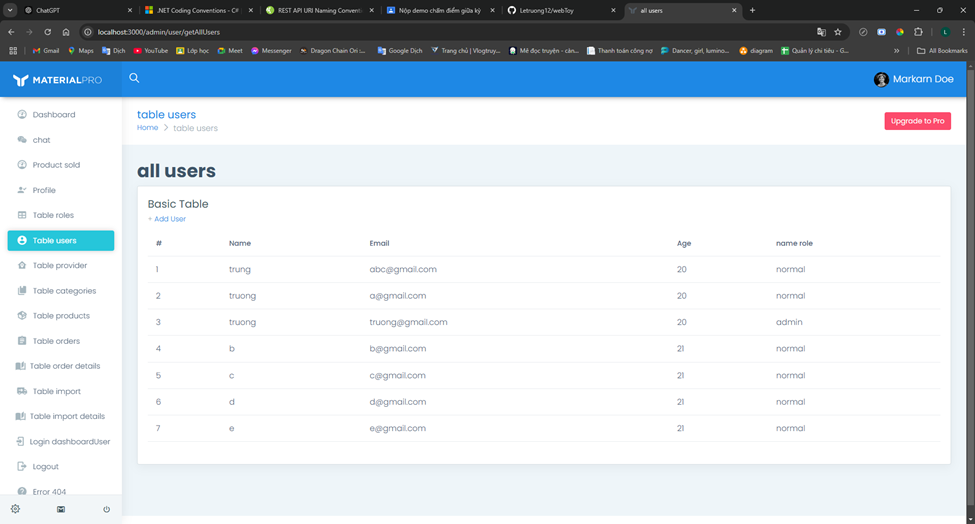 ChatGPT
.NET Coding Conventions - C# |
REST API URI Naming Conventi
Nộp demo chấm điểm giữa kỳ
Letruong12/webToy
all users
localhost:3000/admin/user/getAllUsers
L
Gmail
Maps
Dịch
YouTube
Lớp học
Meet
Messenger
Dragon Chain Ori :...
Google Dịch
Trang chủ | Vlogtruy...
Mê đọc truyện - cản...
Thanh toán công nợ
Dancer, girl, lumino...
diagram
Quản lý chi tiêu - G...
All Bookmarks
MATERIALPRO
Markarn Doe
Dashboard
chat
Product sold
Profile
Table roles
Table users
Table provider
Table categories
Table products
Table orders
Table order details
Table import
Table import details
Login dashboardUser
Logout
Error 404
table users
Home > table users
Upgrade to Pro
all users
Basic Table
+ Add User
# Name Email Age name role
1 trung abc@gmail.com 20 normal
2 truong a@gmail.com 20 normal
3 truong truong@gmail.com 20 admin
4 b b@gmail.com 21 normal
5 c c@gmail.com 21 normal
6 d d@gmail.com 21 normal
7 e e@gmail.com 21 normal